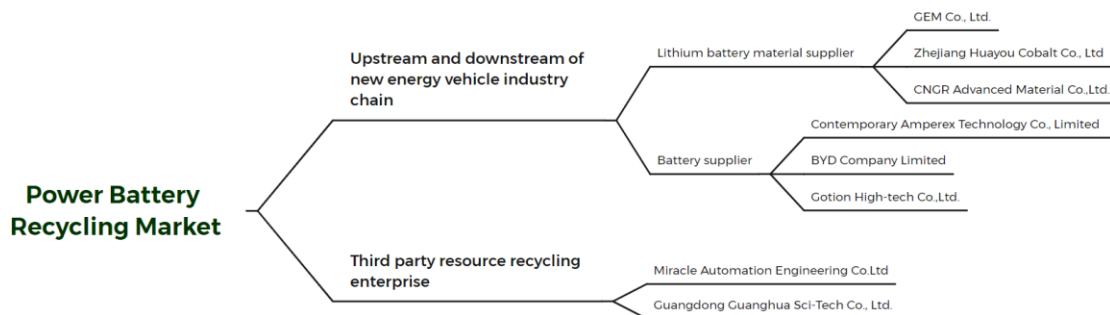 Power Battery
Recycling Market
Upstream and downstream of
new energy vehicle industry
chain
Lithium battery material supplier
GEM Co., Ltd.
Zhejiang Huayou Cobalt Co., Ltd
CNGR Advanced Material Co.,Ltd.
Battery supplier
Contemporary Amperex Technology Co., Limited
BYD Company Limited
Gotion High-tech Co.,Ltd.
Third party resource recycling
enterprise
Miracle Automation Engineering Co.Ltd
Guangdong Guanghua Sci-Tech Co., Ltd.